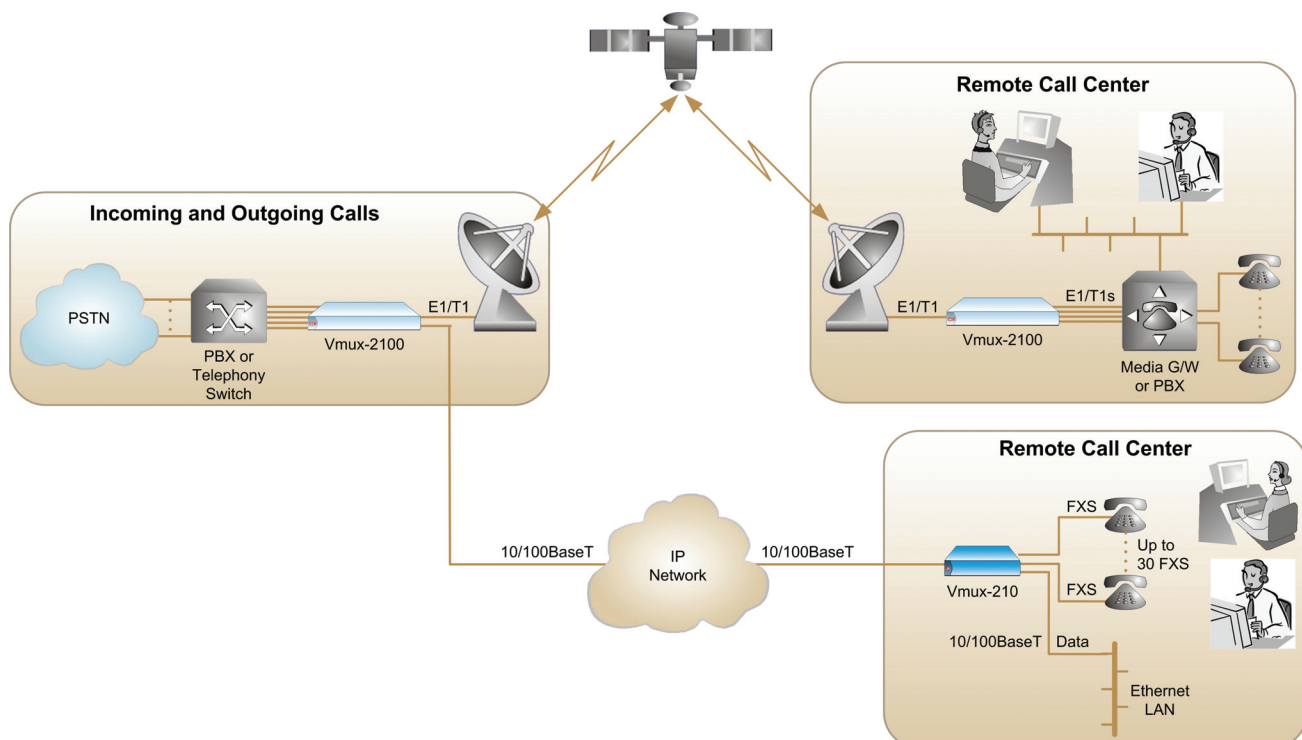 Remote Call Center
Incoming and Outgoing Calls
PSTN
PBX or
Telephony
Switch
Vmux-2100
E1/T1
E1/T1
Vmux-2100
E1/T1s
Media G/W
or PBX
10/100BaseT
IP
Network
10/100BaseT
Remote Call Center
Vmux-210
FXS
Up to
30 FXS
FXS
10/100BaseT
Data
Ethernet
LAN